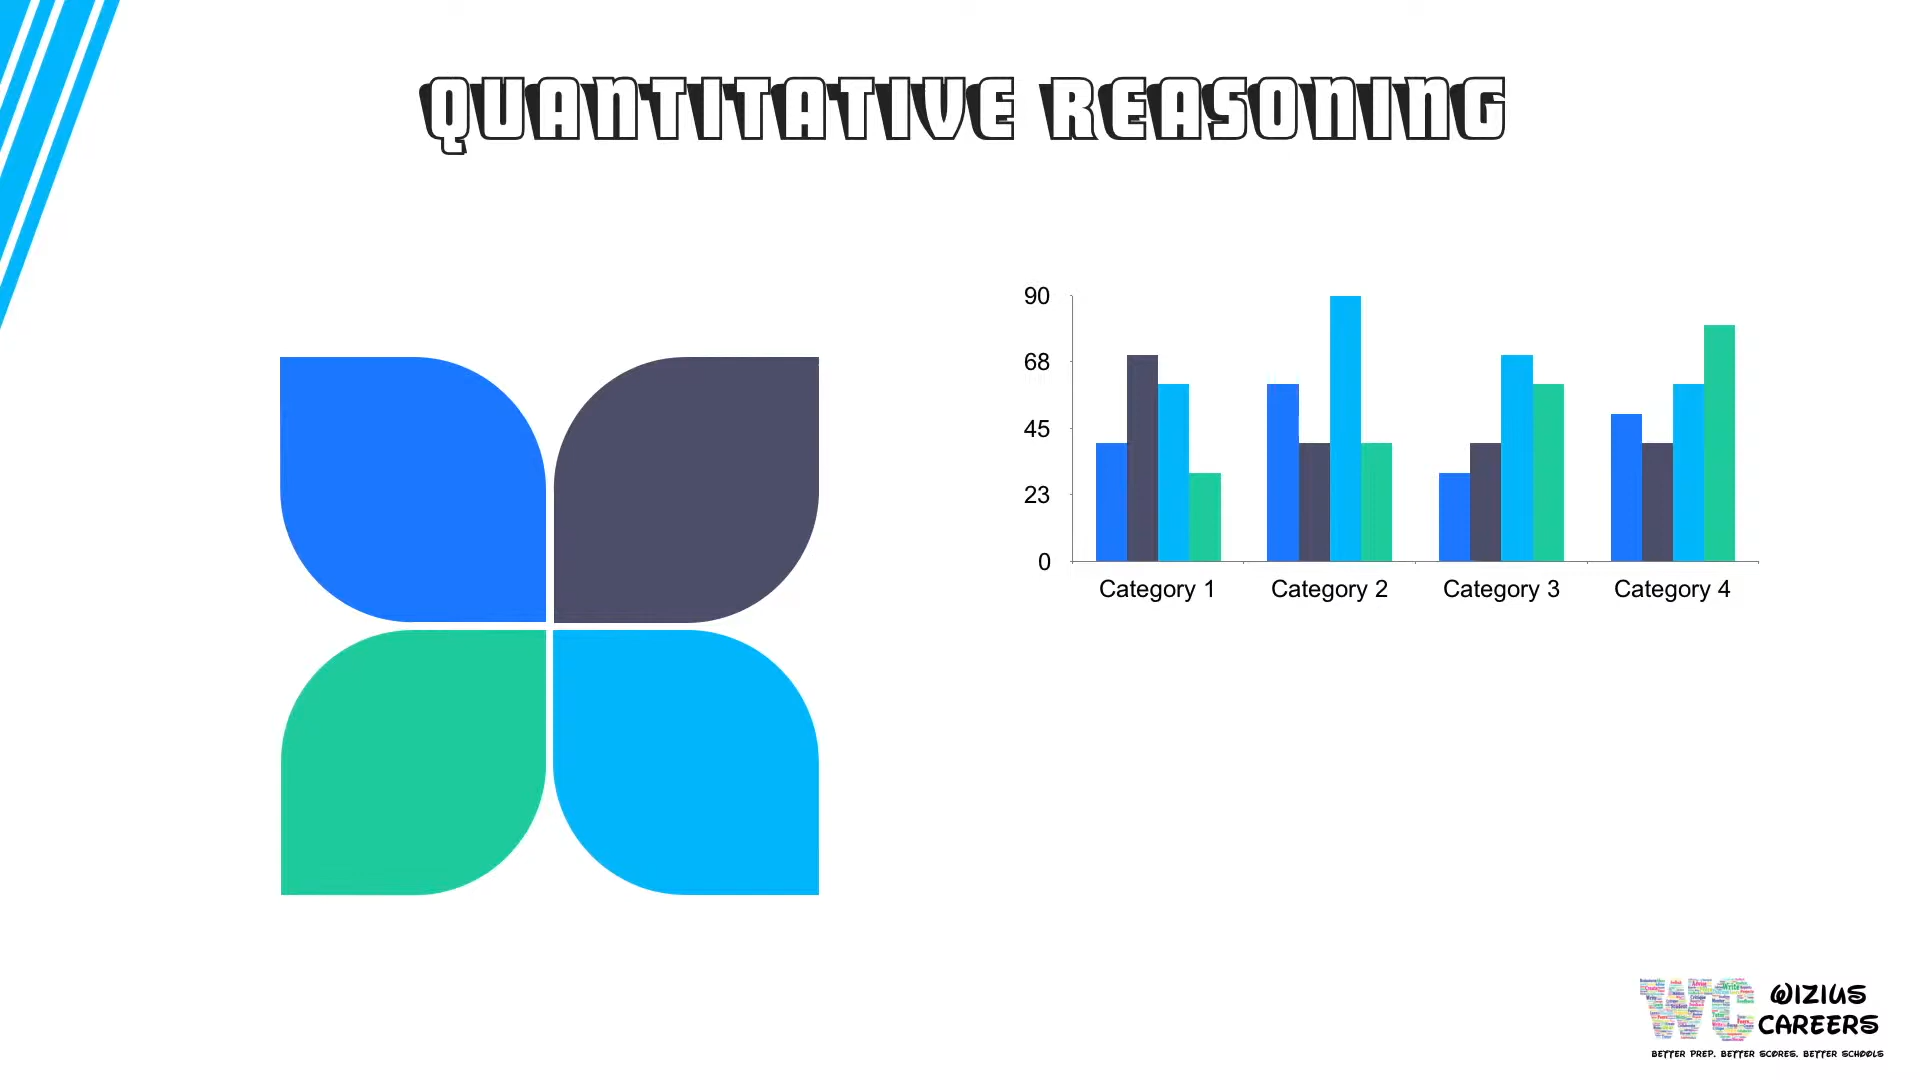 QUANTITATIVE REASONING
90
68
45
23
0
Category 1 Category 2 Category 3 Category 4
WC WIZIUS
CAREERS
BETTER PREP. BETTER SCORES. BETTER SCHOOLS